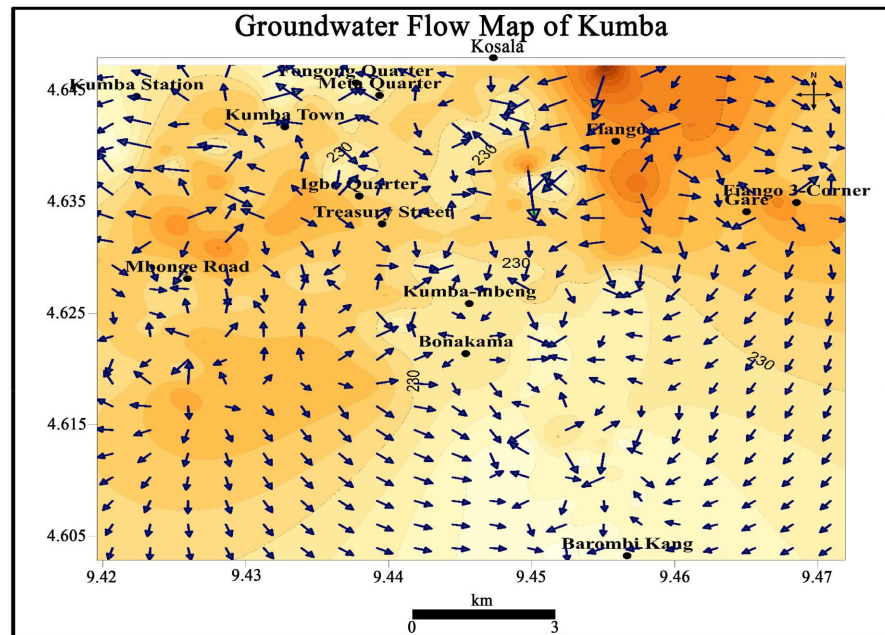 Groundwater Flow Map of Kumba
Kosala
N
4.645
Fongong Quarter
Kumba Station
Meta Quarter
Kumba Town
Fiango
230
230
4.635
Igbo Quarter
Fiango 3-Corner
Gare
Treasury Street
Mbonge Road
230
Kumba-mbeng
4.625
Bonakama
230
230
4.615
4.605
Barombi Kang
9.42
9.43
9.44
9.45
9.46
9.47
km
0
3